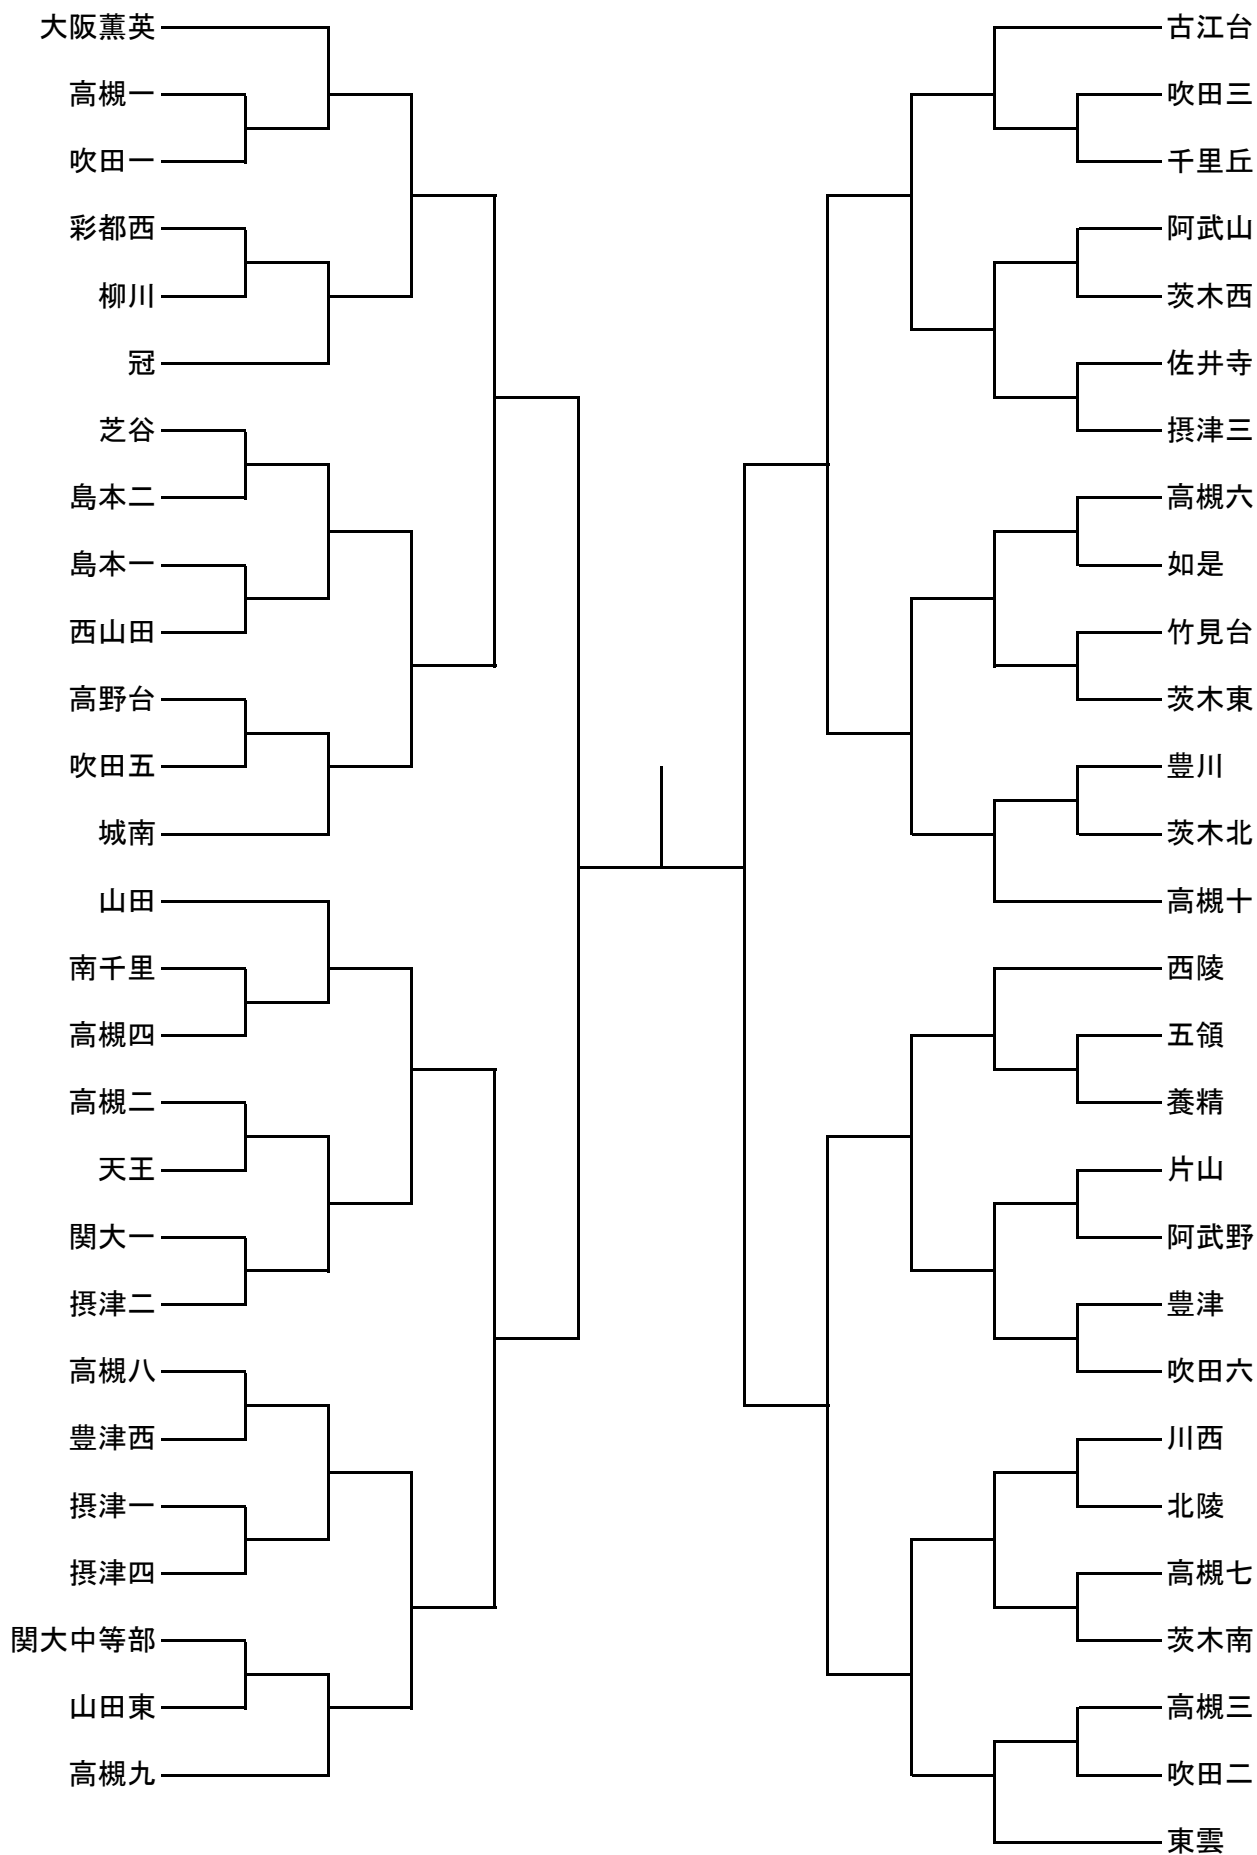 大阪薫英
高槻一
吹田一
彩都西
柳川
冠
芝谷
島本二
島本一
西山田
高野台
吹田五
城南
山田
南千里
高槻四
高槻二
天王
関大一
摂津二
高槻八
豊津西
摂津一
摂津四
関大中等部
山田東
高槻九
古江台
吹田三
千里丘
阿武山
茨木西
佐井寺
摂津三
高槻六
如是
竹見台
茨木東
豊川
茨木北
高槻十
西陵
五領
養精
片山
阿武野
豊津
吹田六
川西
北陵
高槻七
茨木南
高槻三
吹田二
東雲